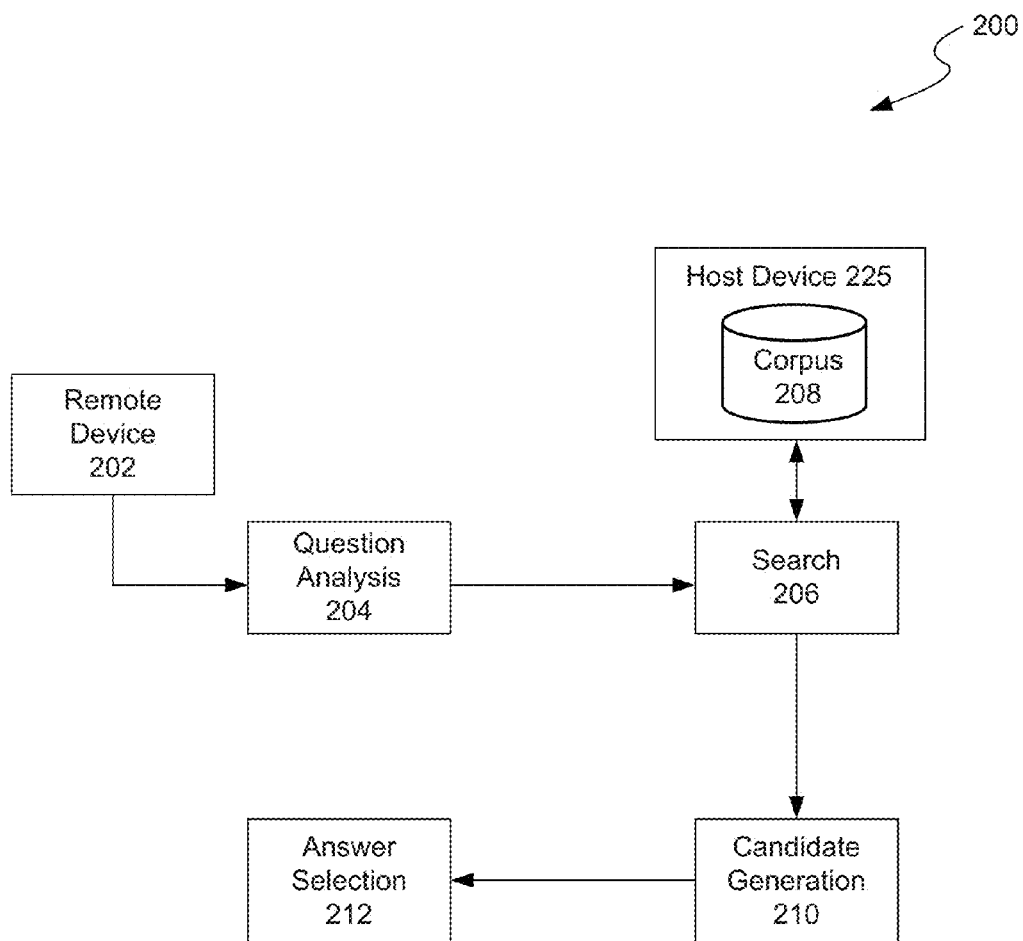 200
Host Device 225
Corpus
208
Remote
Device
202
Question
Analysis
204
Search
206
Answer
Selection
212
Candidate
Generation
210